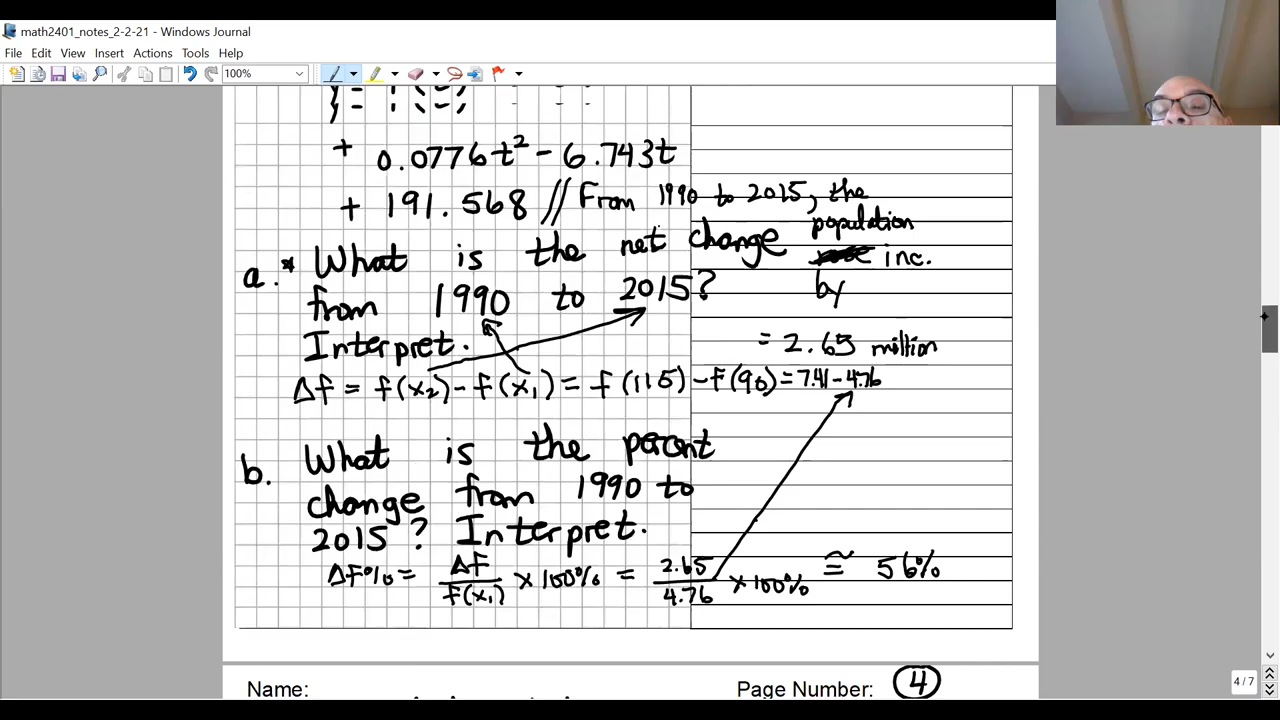 math2401_notes_2-2-21 - Windows Journal
File Edit View Insert Actions Tools Help
100%
+ 0.0776t² - 6.743t
+ 191.568 // From 1990 to 2015, the
population
inc.
by
= 2.65 million
a. * What is the net change
from 1990 to 2015?
Interpret.
Δf = f(x₂) - f(x₁) = f(115) - f(90) = 7.41 - 4.76
b. What is the percent
change from 1990 to
2015? Interpret.
Δf% = Δf/f(x₁) × 100% = 2.65/4.76 × 100% ≅ 56%
4 / 7
Name:
Page Number: 4